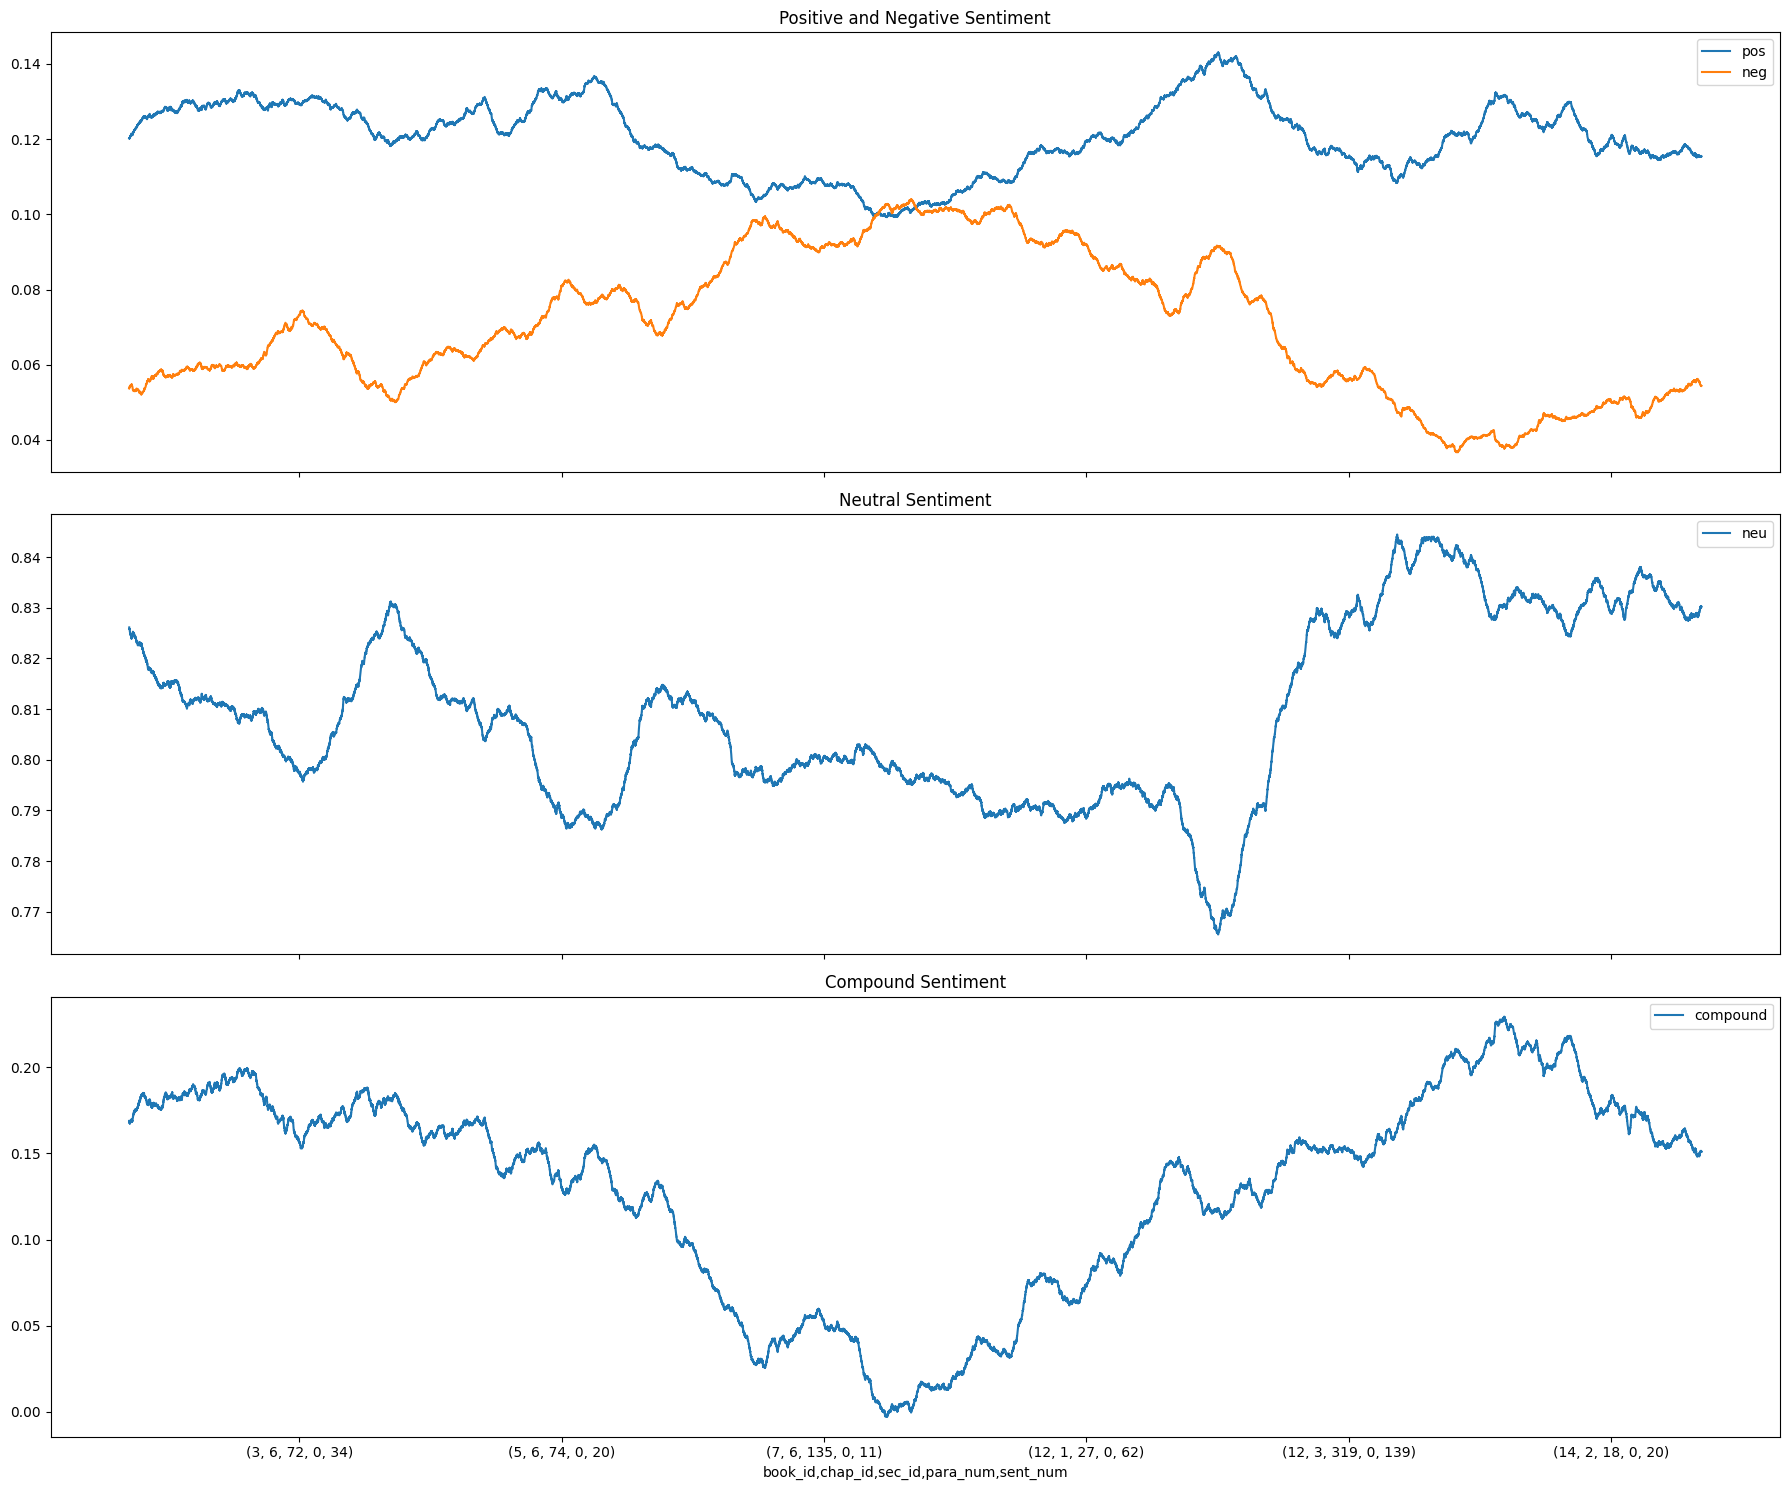 Positive and Negative Sentiment
pos
neg
0.14
0.12
0.10
0.08
0.06
0.04
Neutral Sentiment
neu
0.84
0.83
0.82
0.81
0.80
0.79
0.78
0.77
Compound Sentiment
compound
0.20
0.15
0.10
0.05
0.00
(3, 6, 72, 0, 34) (5, 6, 74, 0, 20) (7, 6, 135, 0, 11) (12, 1, 27, 0, 62) (12, 3, 319, 0, 139) (14, 2, 18, 0, 20)
book_id,chap_id,sec_id,para_num,sent_num